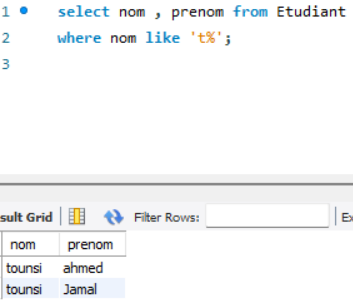 1 select nom , prenom from Etudiant
2 where nom like 't%';
3
sult Grid Filter Rows: Ex
nom prenom
tounsi ahmed
tounsi Jamal